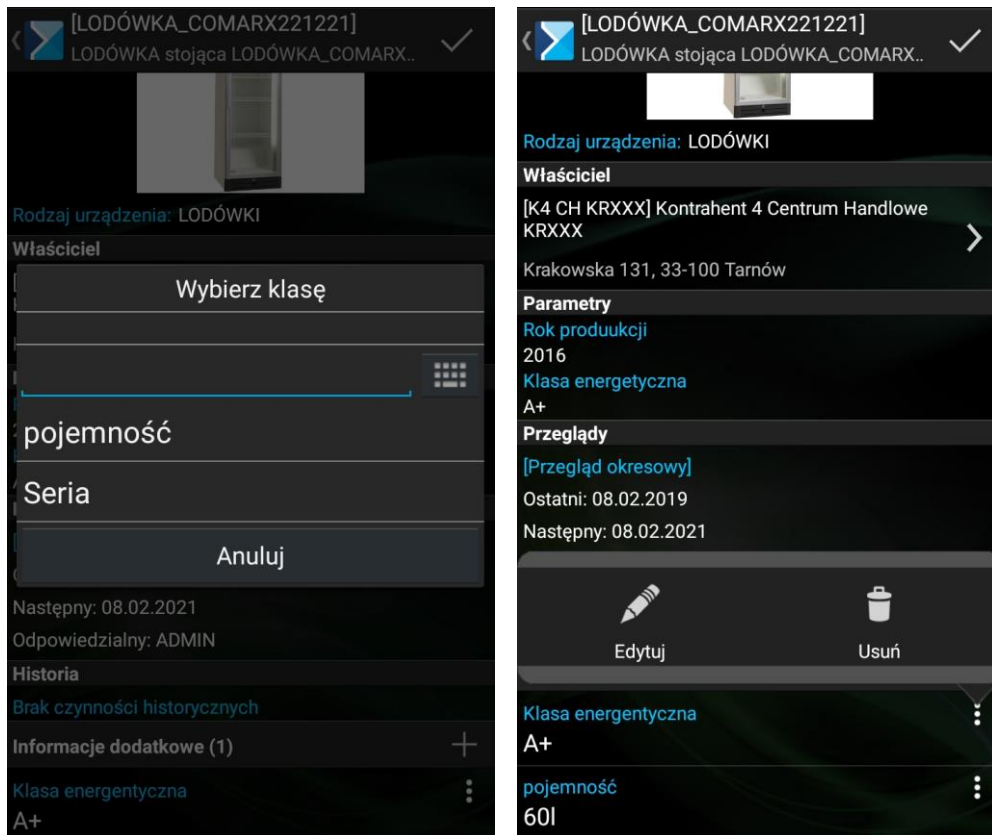 [LODÓWKA_COMARX221221]
LODÓWKA stojąca LODÓWKA_COMARX..
Rodzaj urządzenia: LODÓWKI
Właściciel
Wybierz klasę
pojemność
Seria
Anuluj
Następny: 08.02.2021
Odpowiedzialny: ADMIN
Historia
Brak czynności historycznych
Informacje dodatkowe (1)
Klasa energentyczna
A+
[LODÓWKA_COMARX221221]
LODÓWKA stojąca LODÓWKA_COMARX..
Rodzaj urządzenia: LODÓWKI
Właściciel
[K4 CH KRXXX] Kontrahent 4 Centrum Handlowe
KRXXX
Krakowska 131, 33-100 Tarnów
Parametry
Rok produukcji
2016
Klasa energetyczna
A+
Przeglądy
[Przegląd okresowy]
Ostatni: 08.02.2019
Następny: 08.02.2021
Edytuj Usuń
Klasa energentyczna
A+
pojemność
60l